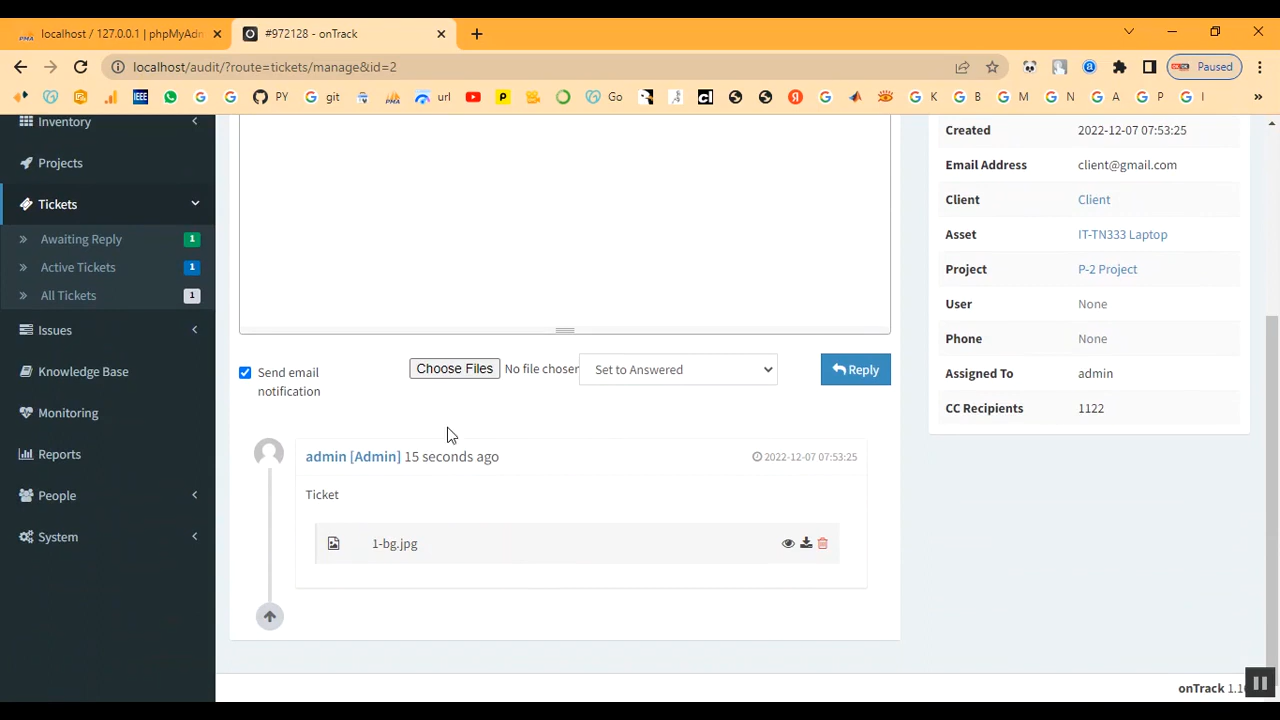 localhost / 127.0.0.1 | phpMyAdn
#972128 - onTrack
localhost/audit/?route=tickets/manage&id=2
Paused
IEEE
PY
git
PMA
url
Go
K
B
M
N
A
P
I
Inventory
Projects
Tickets
Awaiting Reply 1
Active Tickets 1
All Tickets 1
Issues
Knowledge Base
Monitoring
Reports
People
System
Send email notification
Choose Files No file chosen
Set to Answered
Reply
admin [Admin] 15 seconds ago
2022-12-07 07:53:25
Ticket
1-bg.jpg
Created 2022-12-07 07:53:25
Email Address client@gmail.com
Client Client
Asset IT-TN333 Laptop
Project P-2 Project
User None
Phone None
Assigned To admin
CC Recipients 1122
onTrack 1.1